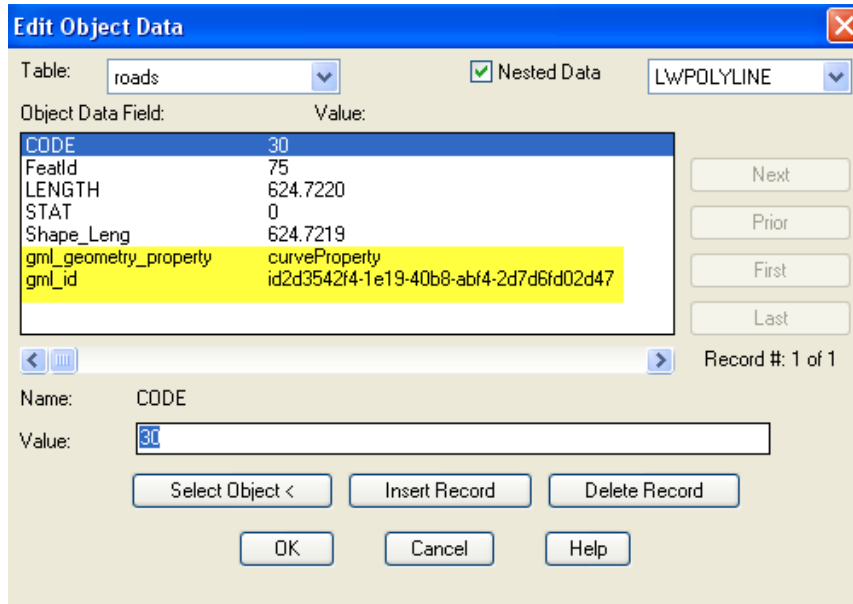 Edit Object Data
Table: roads Nested Data LWPOLYLINE
Object Data Field: Value:
CODE 30
FeatId 75
LENGTH 624.7220
STAT 0
Shape_Leng 624.7219
gml_geometry_property curveProperty
gml_id id2d3542f4-1e19-40b8-abf4-2d7d6fd02d47
Next
Prior
First
Last
Record #: 1 of 1
Name: CODE
Value: 30
Select Object < Insert Record Delete Record
OK Cancel Help